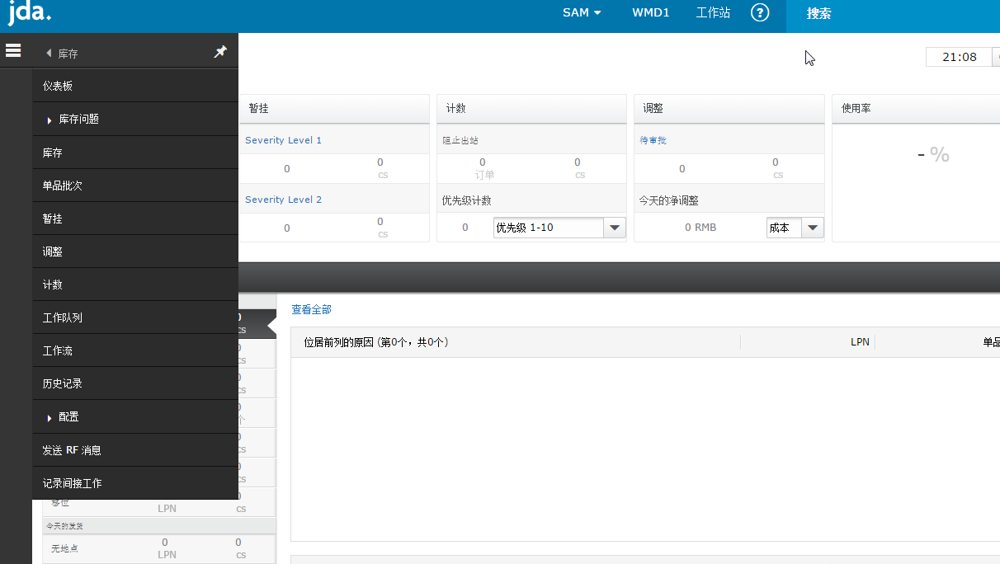 jda.
SAM
WMD1
工作站
?
搜索
库存
仪表板
库存问题
库存
单品批次
暂挂
调整
计数
工作队列
工作流
历史记录
配置
发送 RF 消息
记录间接工作
21:08
暂挂
Severity Level 1
0
0
cs
Severity Level 2
0
0
cs
计数
阻止出站
0
订单
0
cs
优先级计数
0
优先级 1-10
调整
待审批
0
0
cs
今天的净调整
0 RMB
成本
使用率
- %
0
cs
0
cs
0
cs
0
个
0
cs
0
cs
移位
LPN
0
cs
今天的发货
无地点
0
LPN
0
cs
查看全部
位居前列的原因 (第0个，共0个)
LPN
单品